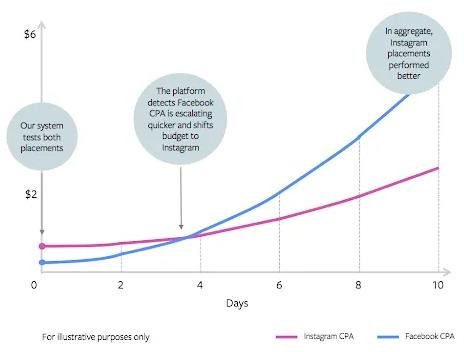 $6
In aggregate,
Instagram
placements
performed
better
The platform
detects Facebook
CPA is escalating
quicker and shifts
budget to
Instagram
Our system
tests both
placements
$2
0
2
4
6
8
10
Days
For illustrative purposes only
Instagram CPA
Facebook CPA